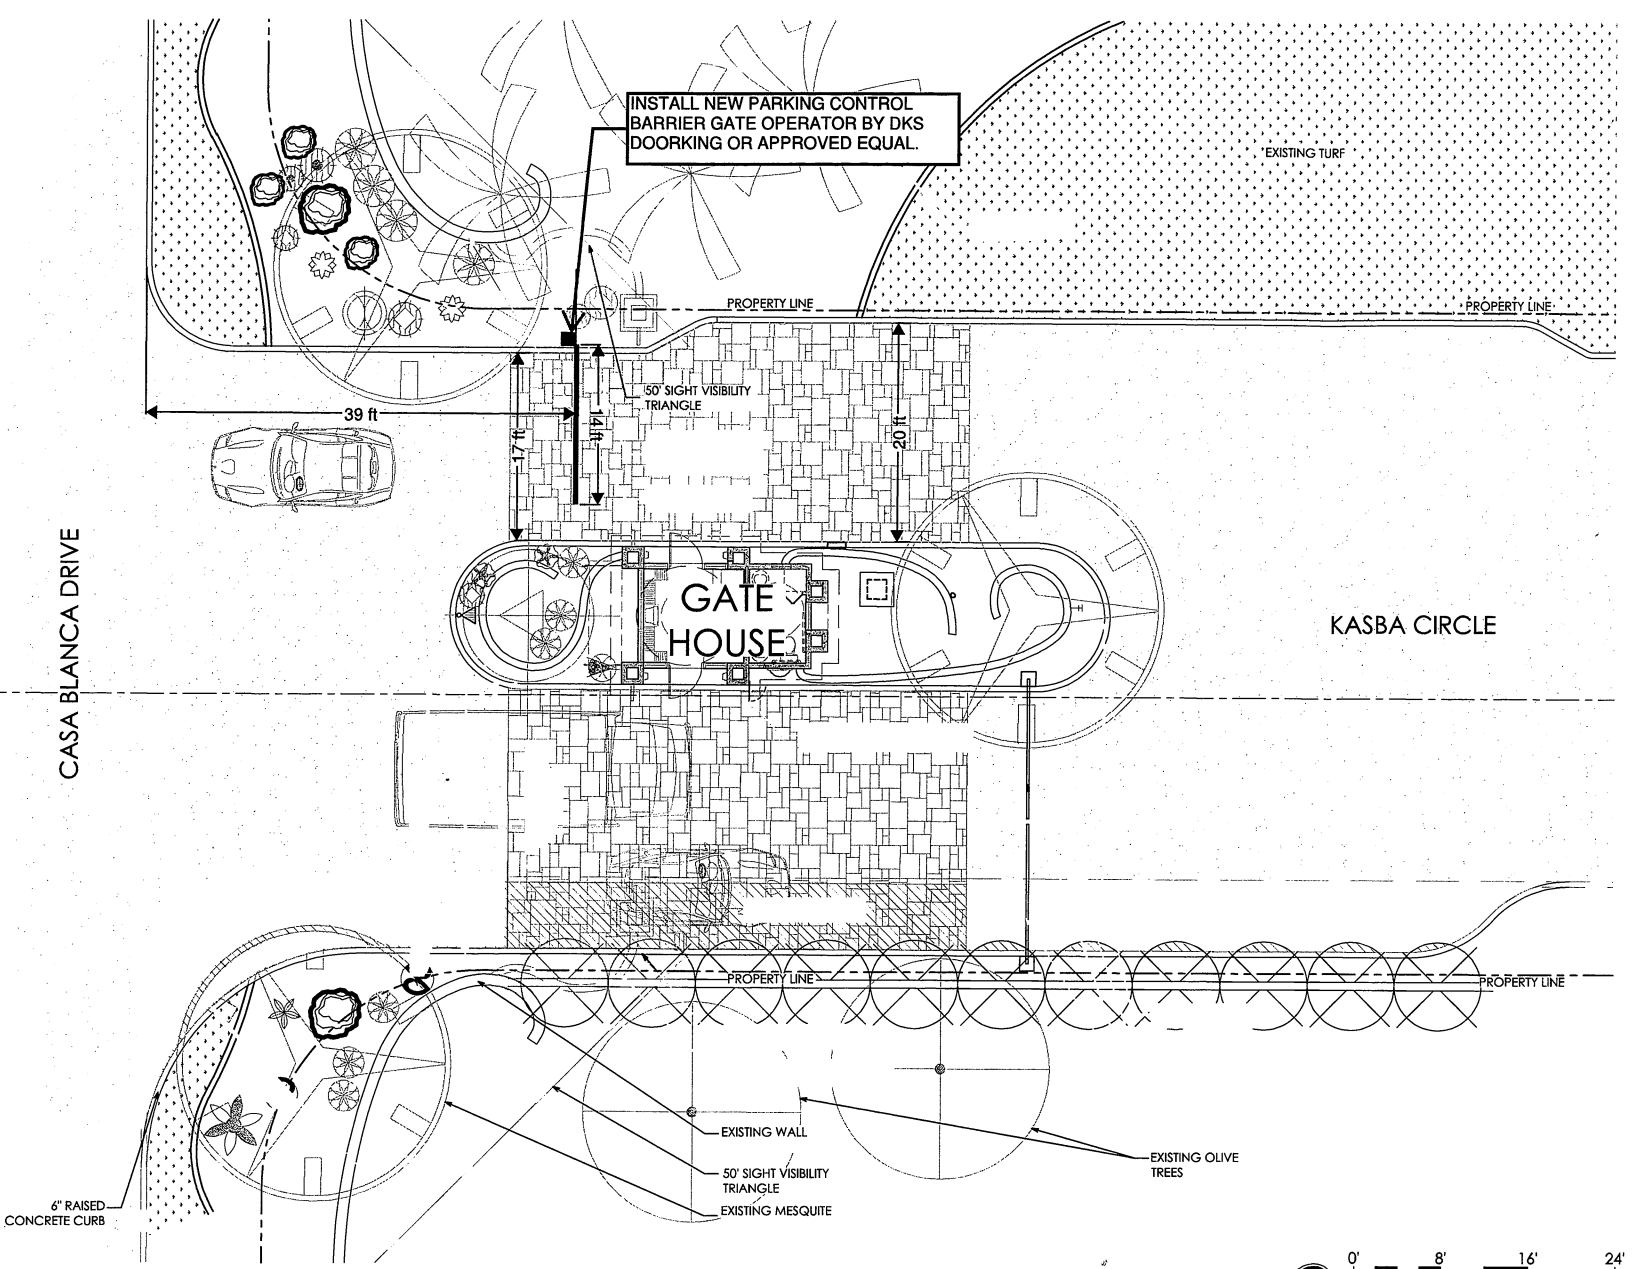 INSTALL NEW PARKING CONTROL
BARRIER GATE OPERATOR BY DKS
DOORKING OR APPROVED EQUAL.
EXISTING TURF
PROPERTY LINE
PROPERTY LINE
50' SIGHT VISIBILITY
TRIANGLE
39 ft
17 ft
14 ft
20 ft
GATE
HOUSE
KASBA CIRCLE
CASA BLANCA DRIVE
PROPERTY LINE
PROPERTY LINE
EXISTING WALL
50' SIGHT VISIBILITY
TRIANGLE
EXISTING MESQUITE
EXISTING OLIVE
TREES
6" RAISED
CONCRETE CURB
0' 8' 16' 24'